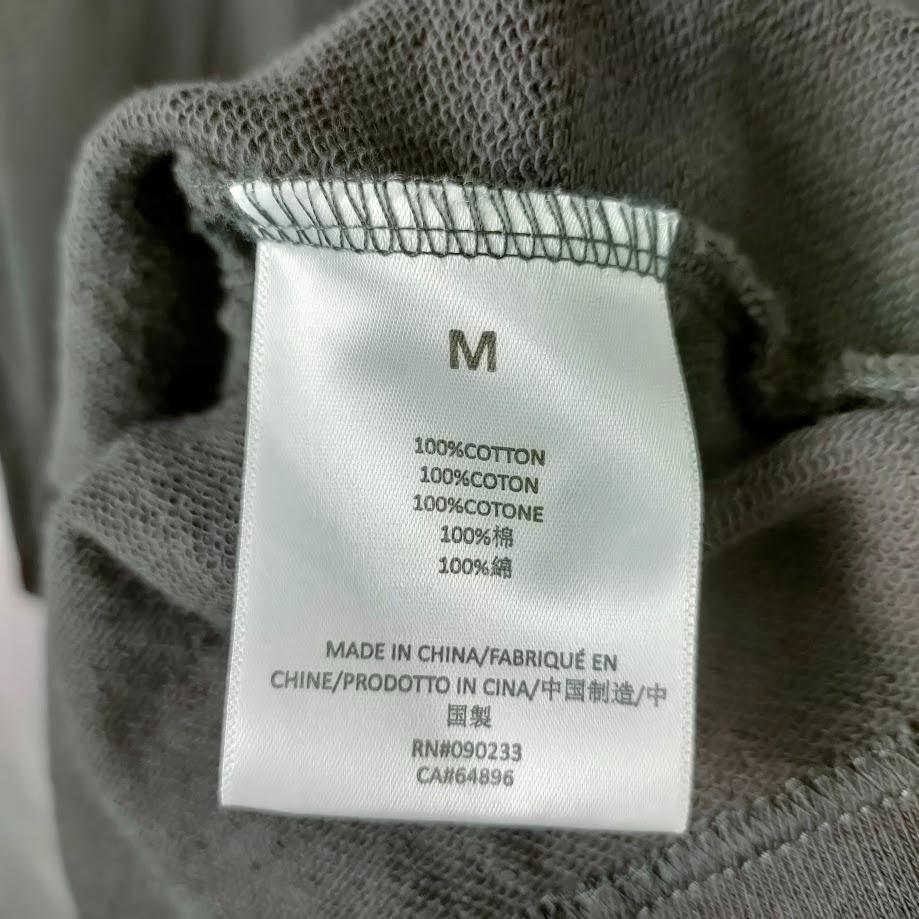 M
100%COTTON
100%COTON
100%COTONE
100%棉
100%綿
MADE IN CHINA/FABRIQUÉ EN
CHINE/PRODOTTO IN CINA/中国制造/中
国製
RN#090233
CA#64896